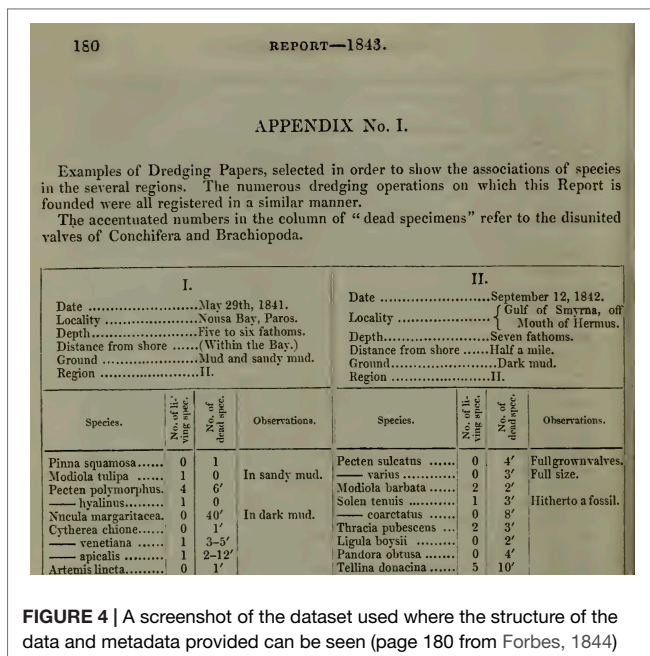 180 REPORT—1843.
APPENDIX No. I.
Examples of Dredging Papers, selected in order to show the associations of species
in the several regions. The numerous dredging operations on which this Report is
founded were all registered in a similar manner.
The accentuated numbers in the column of “dead specimens” refer to the disunited
valves of Conchifera and Brachiopoda.
I.
Date ....................May 29th, 1841.
Locality .................Nousa Bay, Paros.
Depth....................Five to six fathoms.
Distance from shore ......(Within the Bay.)
Ground ..................Mud and sandy mud.
Region ..................II.
Species. No. of li-ving spec. No. of dead spec. Observations.
Pinna squamosa...... 0 1
Modiola tulipa ...... 1 0 In sandy mud.
Pecten polymorphus. 4 6′
—— hyalinus......... 1 0
Nucula margaritacea. 0 40′ In dark mud.
Cytherea chione...... 0 1′
—— venetiana ...... 1 3–5′
—— apicalis ......... 1 2–12′
Artemis lincta......... 0 1′
II.
Date ........................September 12, 1842.
Locality .................. { Gulf of Smyrna, off
Mouth of Hermus.
Depth........................Seven fathoms.
Distance from shore ......Half a mile.
Ground.......................Dark mud.
Region ......................II.
Species. No. of li-ving spec. No. of dead spec. Observations.
Pecten sulcatus ...... 0 4′ Full grown valves.
—— varius ............ 0 3′ Full size.
Modiola barbata ...... 2 2′
Solen tenuis ......... 1 3′ Hitherto a fossil.
—— coarctatus ...... 0 8′
Thracia pubescens ... 2 3′
Ligula boysii ......... 0 2′
Pandora obtusa ...... 0 4′
Tellina donacina ...... 5 10′
FIGURE 4 | A screenshot of the dataset used where the structure of the
data and metadata provided can be seen (page 180 from Forbes, 1844)